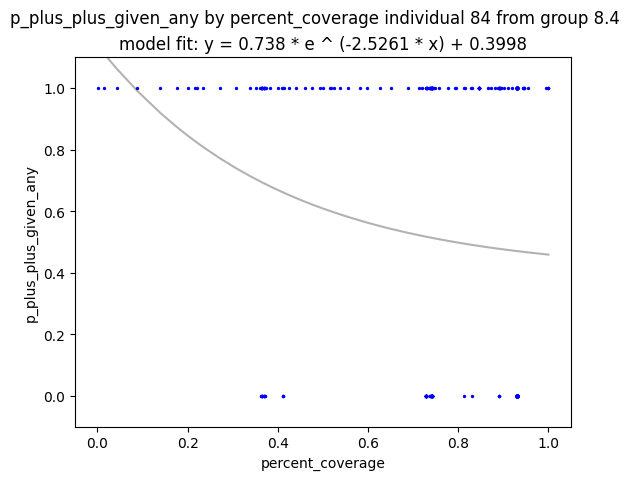 p_plus_plus_given_any by percent_coverage individual 84 from group 8.4
model fit: y = 0.738 * e ^ (-2.5261 * x) + 0.3998
1.0
0.8
0.6
0.4
0.2
0.0
p_plus_plus_given_any
0.0 0.2 0.4 0.6 0.8 1.0
percent_coverage